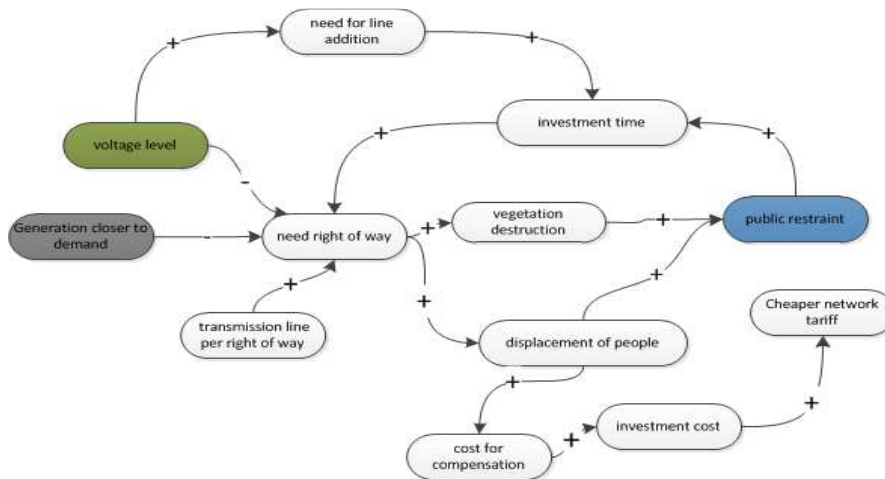 need for line
addition
+
+
investment time
voltage level
+
+
-
vegetation
destruction
Generation closer to
demand
-
need right of way
+
+
public restraint
+
+
+
transmission line
per right of way
displacement of people
Cheaper network
tariff
+
+
cost for
compensation
+
investment cost